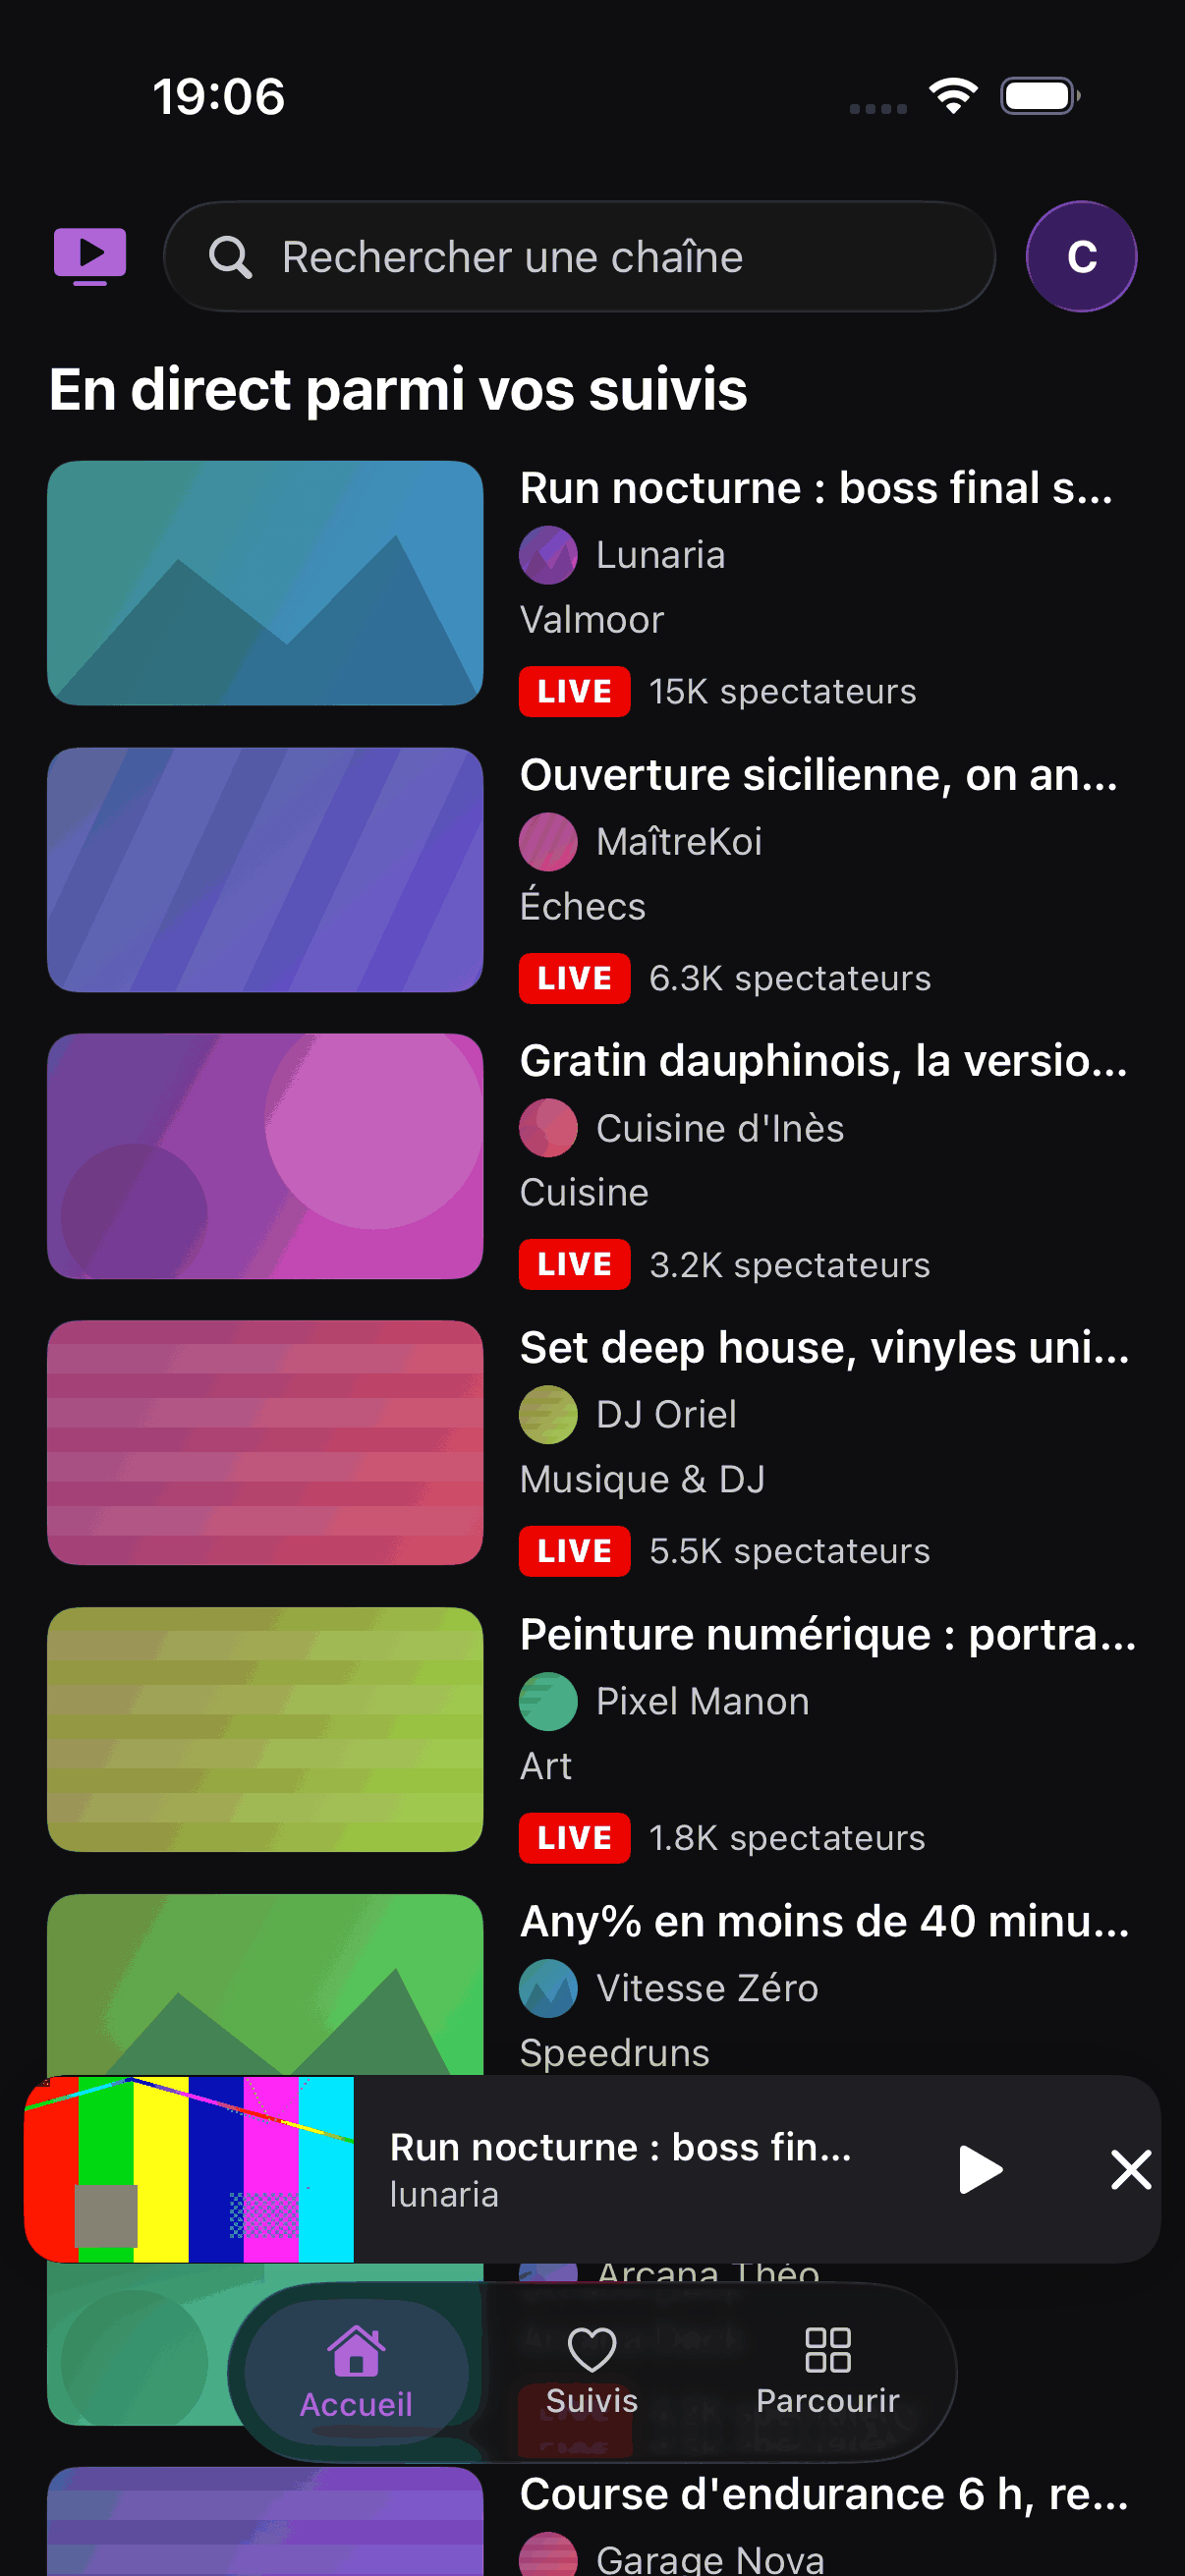 19:06
Rechercher une chaîne
C
En direct parmi vos suivis
Run nocturne : boss final s...
Lunaria
Valmoor
LIVE 15K spectateurs
Ouverture sicilienne, on an...
MaîtreKoi
Échecs
LIVE 6.3K spectateurs
Gratin dauphinois, la versio...
Cuisine d'Inès
Cuisine
LIVE 3.2K spectateurs
Set deep house, vinyles uni...
DJ Oriel
Musique & DJ
LIVE 5.5K spectateurs
Peinture numérique : portra...
Pixel Manon
Art
LIVE 1.8K spectateurs
Any% en moins de 40 minu...
Vitesse Zéro
Speedruns
Run nocturne : boss fin...
lunaria
Arcana Théo
Accueil
Suivis
Parcourir
Course d'endurance 6 h, re...
Garage Nova